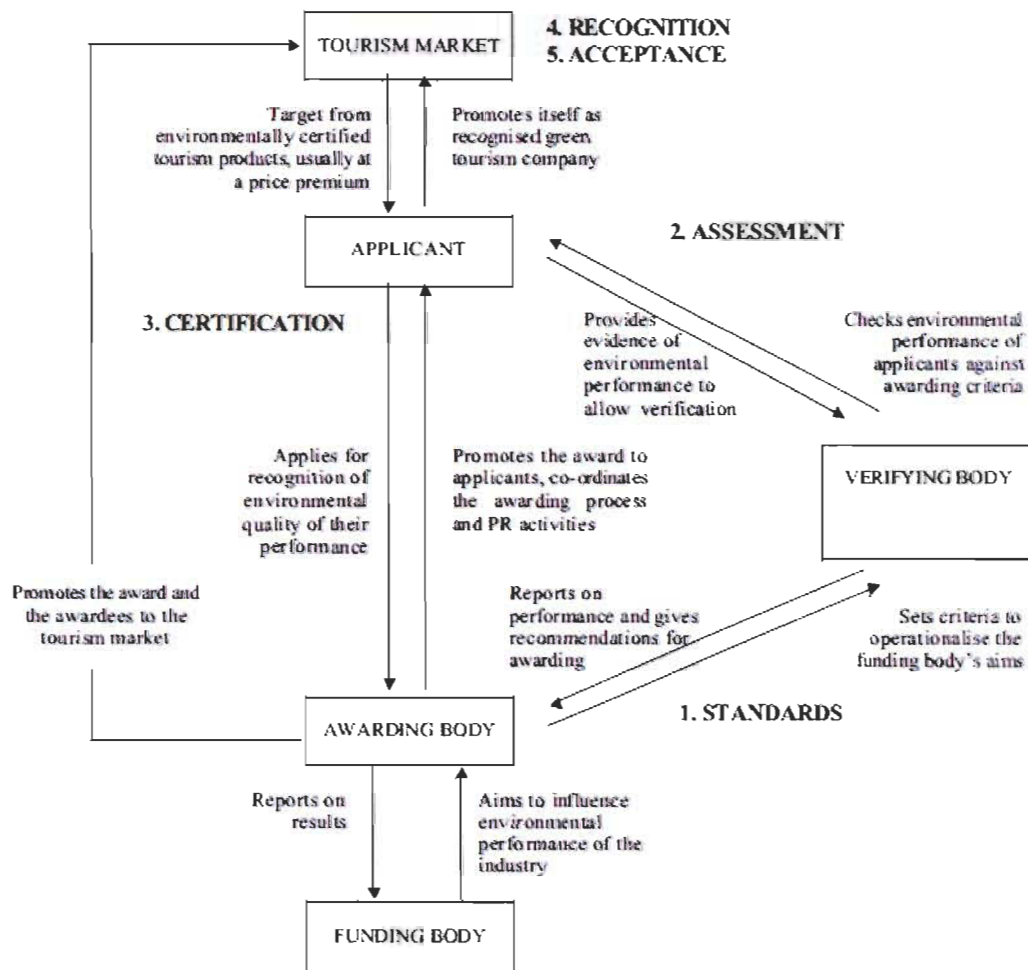 TOURISM MARKET
4. RECOGNITION
5. ACCEPTANCE
Target from
environmentally certified
tourism products, usually at
a price premium
Promotes itself as
recognised green
tourism company
APPLICANT
2. ASSESSMENT
3. CERTIFICATION
Provides
evidence of
environmental
performance to
allow verification
Checks environmental
performance of
applicants against
awarding criteria
Applies for
recognition of
environmental
quality of their
performance
Promotes the award to
applicants, co-ordinates
the awarding process
and PR activities
VERIFYING BODY
Promotes the award and
the awardees to the
tourism market
Reports on
performance and gives
recommendations for
awarding
Sets criteria to
operationalise the
funding body's aims
AWARDING BODY
1. STANDARDS
Reports on
results
Aims to influence
environmental
performance of the
industry
FUNDING BODY